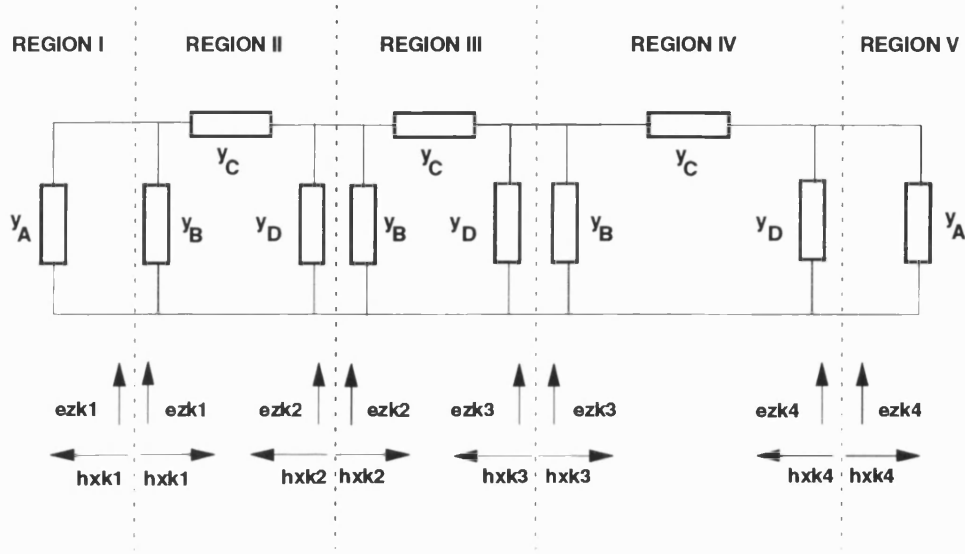 REGION I REGION II REGION III REGION IV REGION V
yC yC yC
yA yB yD yB yD yB yD yA
ezk1 ezk1 ezk2 ezk2 ezk3 ezk3 ezk4 ezk4
hxk1 hxk1 hxk2 hxk2 hxk3 hxk3 hxk4 hxk4